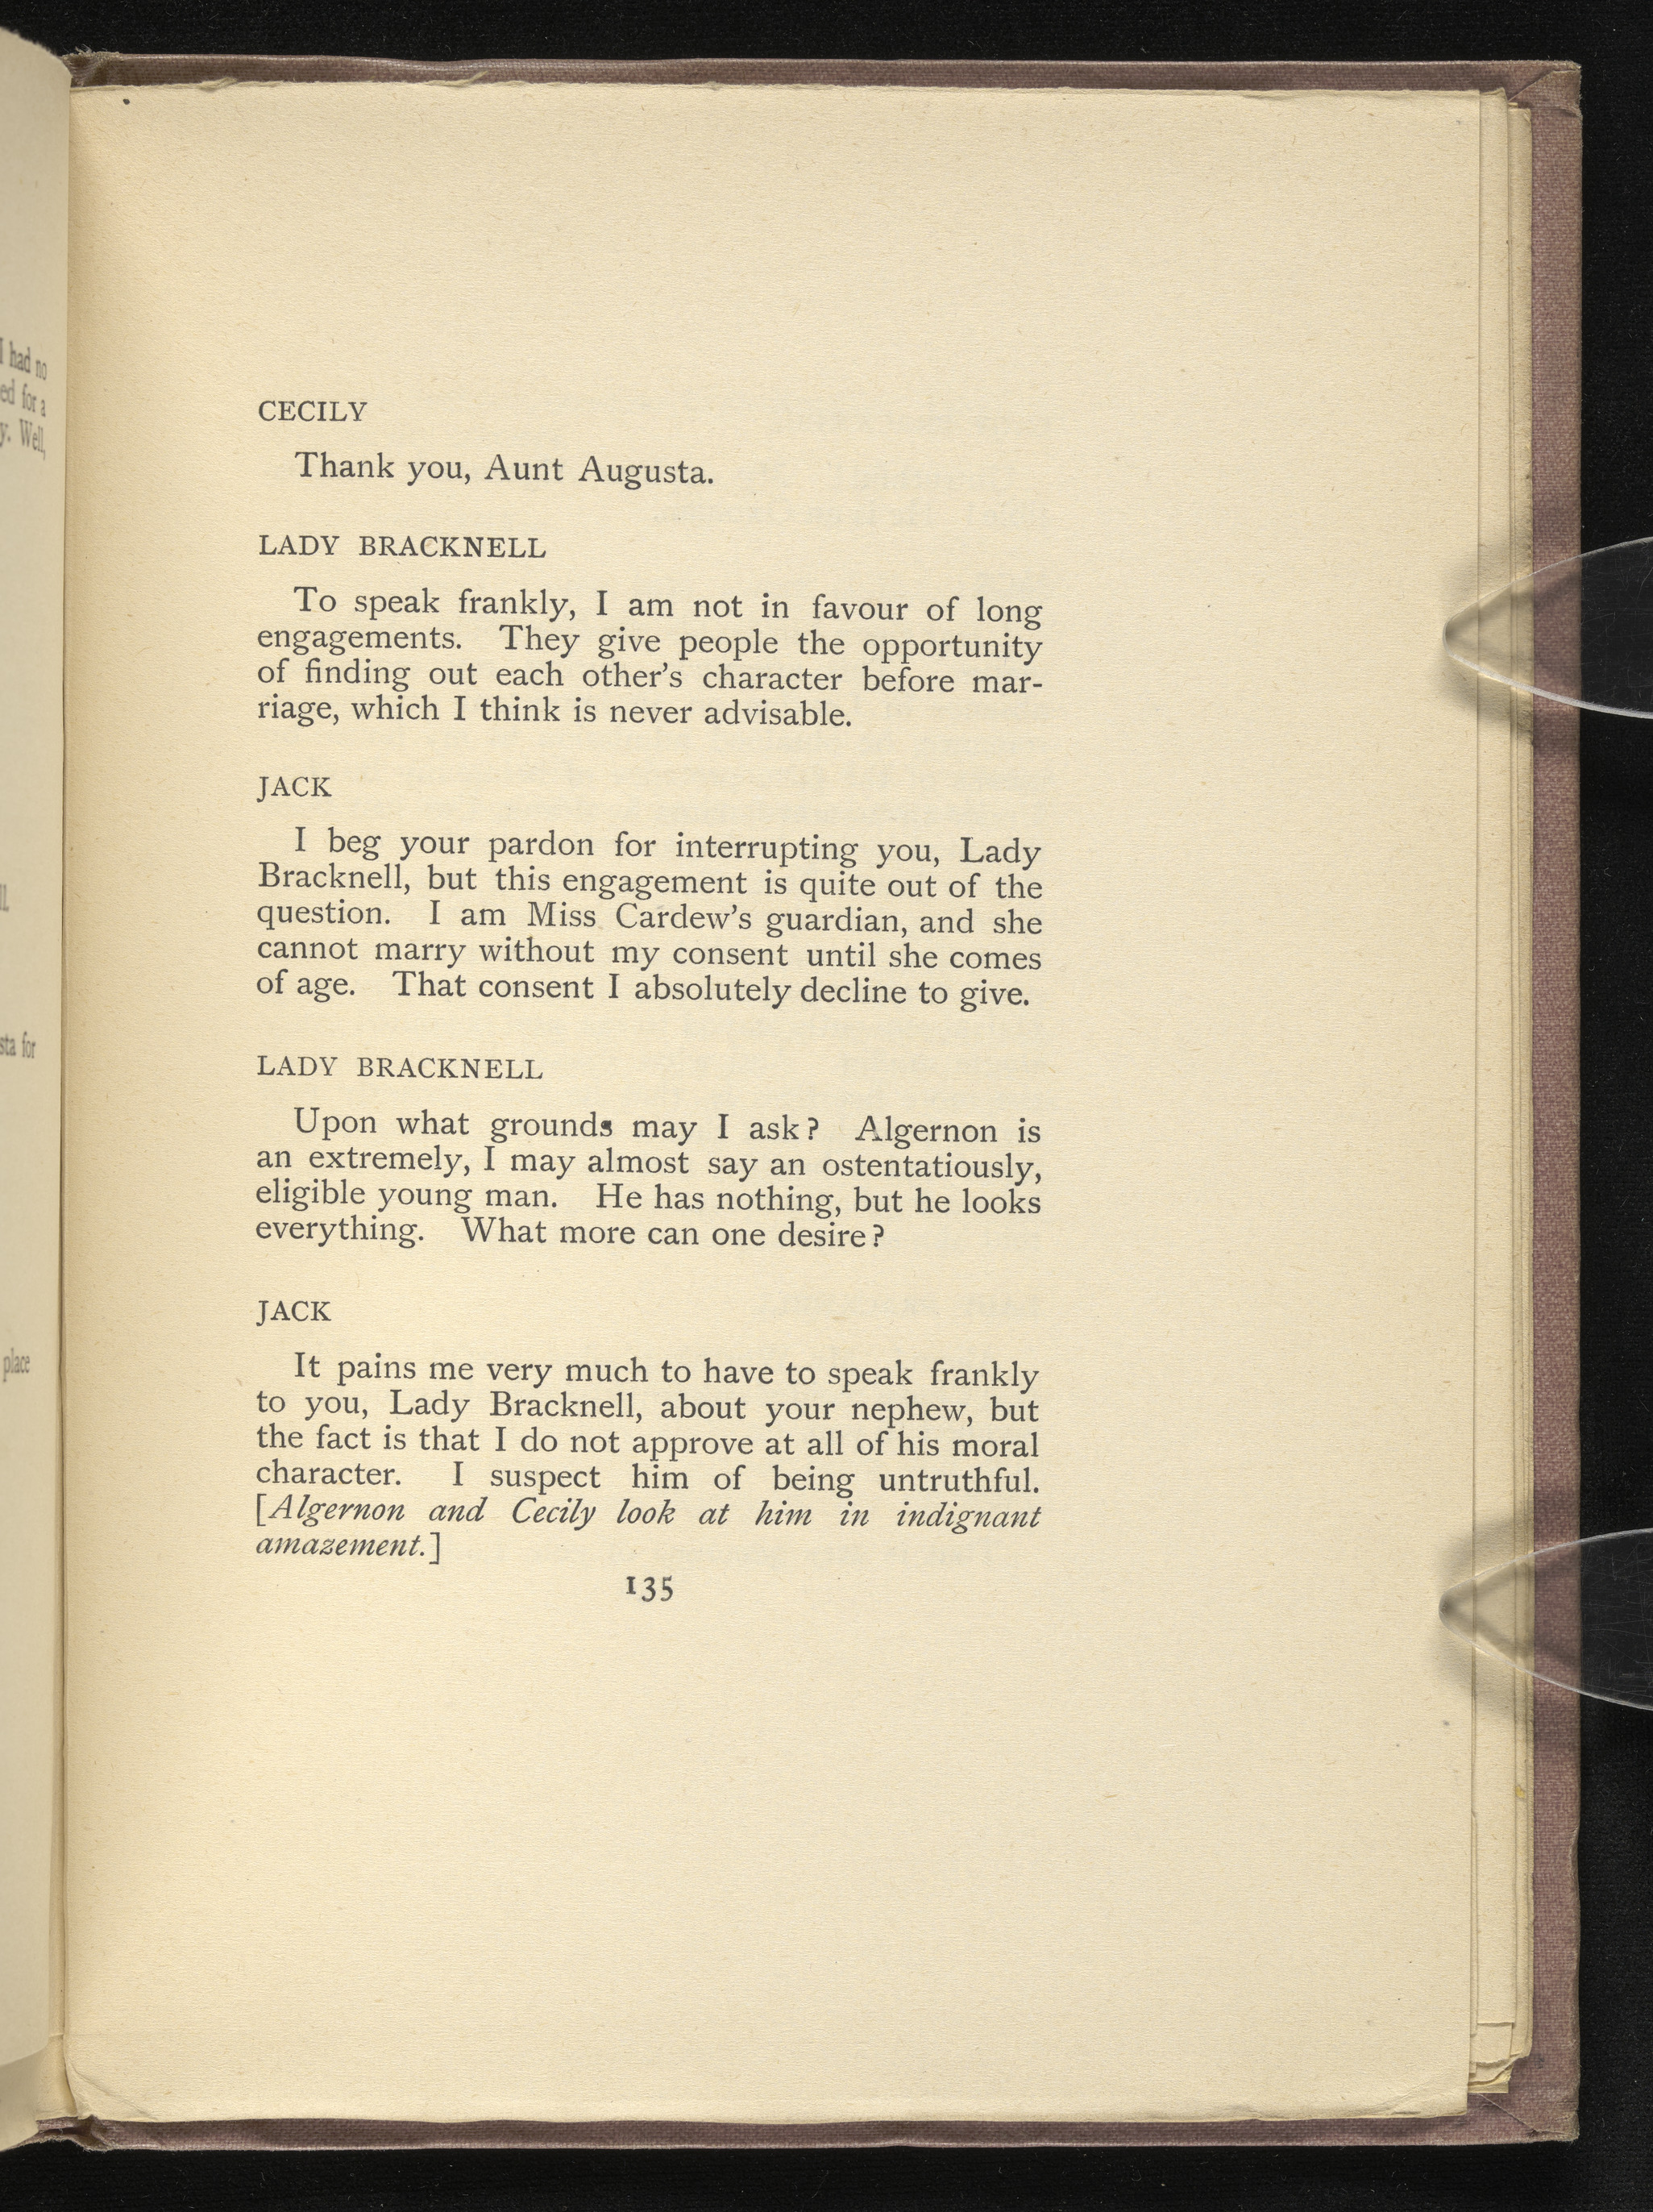 I had no
ed for a
y. Well,
ll.
sta for
place
CECILY
Thank you, Aunt Augusta.
LADY BRACKNELL
To speak frankly, I am not in favour of long
engagements. They give people the opportunity
of finding out each other's character before mar-
riage, which I think is never advisable.
JACK
I beg your pardon for interrupting you, Lady
Bracknell, but this engagement is quite out of the
question. I am Miss Cardew's guardian, and she
cannot marry without my consent until she comes
of age. That consent I absolutely decline to give.
LADY BRACKNELL
Upon what grounds may I ask? Algernon is
an extremely, I may almost say an ostentatiously,
eligible young man. He has nothing, but he looks
everything. What more can one desire?
JACK
It pains me very much to have to speak frankly
to you, Lady Bracknell, about your nephew, but
the fact is that I do not approve at all of his moral
character. I suspect him of being untruthful.
[Algernon and Cecily look at him in indignant
amazement.]
135